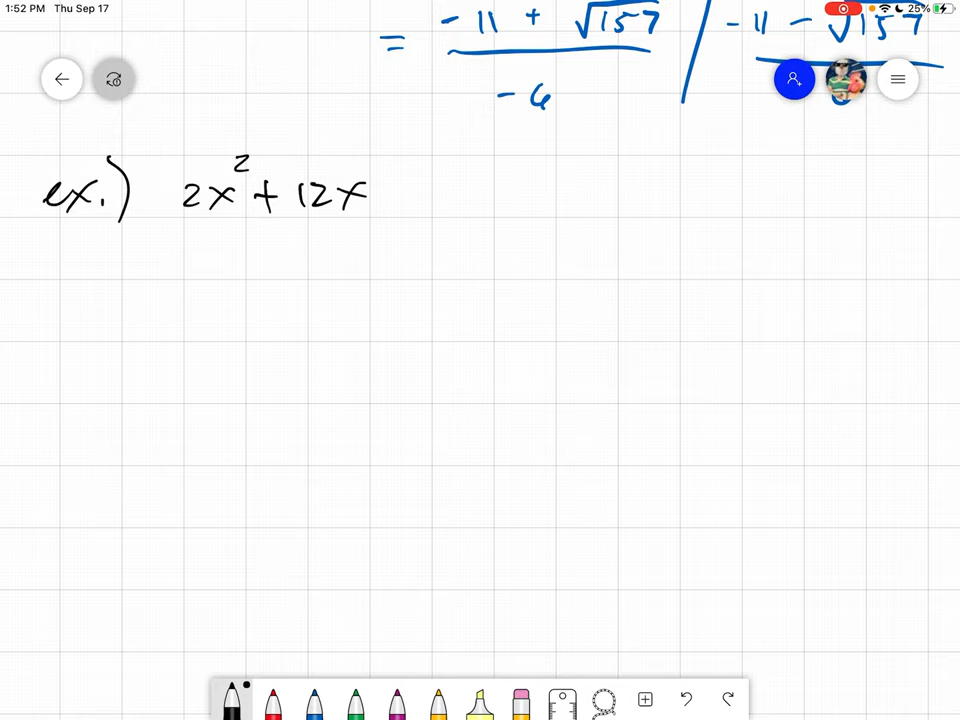 1:52 PM Thu Sep 17 25%
= -11 + √157 / -11 - √157
-6
ex.) 2x² + 12x